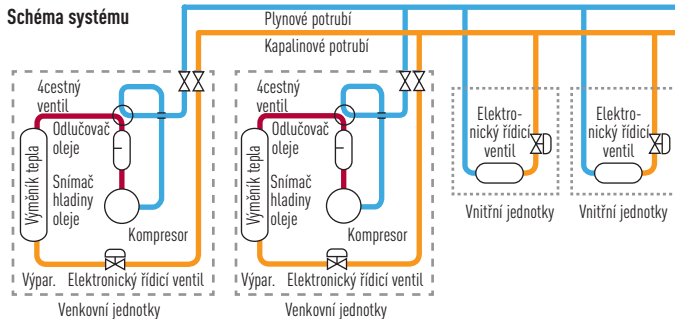 Schéma systému
Plynové potrubí
Kapalinové potrubí
4cestný
ventil
Odlučovač
oleje
Výměník tepla
Snímač
hladiny
oleje
Kompresor
Výpar.
Elektronický řídicí ventil
Venkovní jednotky
4cestný
ventil
Odlučovač
oleje
Výměník tepla
Snímač
hladiny
oleje
Kompresor
Výpar.
Elektronický řídicí ventil
Venkovní jednotky
Elektro-
nický řídicí
ventil
Vnitřní jednotky
Elektro-
nický řídicí
ventil
Vnitřní jednotky